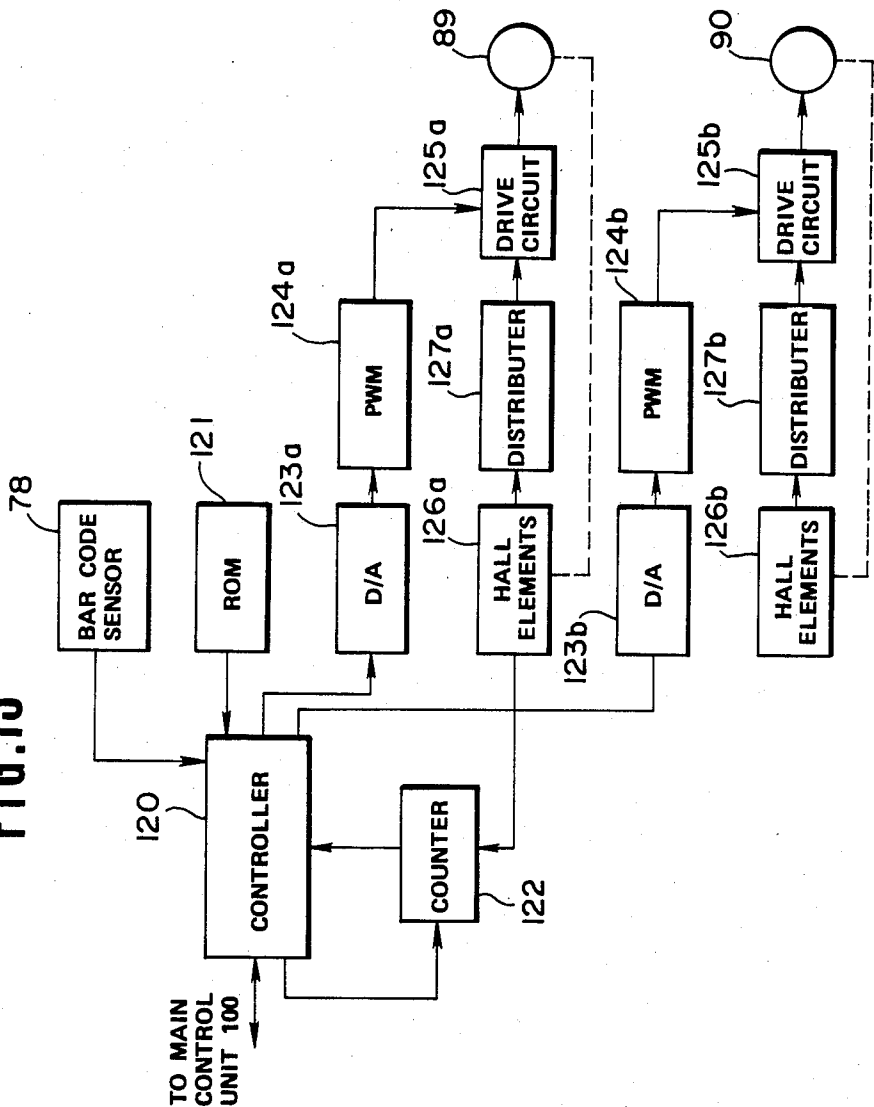 78
BAR CODE
SENSOR
121
ROM
120
CONTROLLER
TO MAIN
CONTROL
UNIT 100
COUNTER
122
123a
D/A
124a
PWM
125a
DRIVE
CIRCUIT
89
126a
HALL
ELEMENTS
127a
DISTRIBUTER
123b
D/A
124b
PWM
125b
DRIVE
CIRCUIT
90
126b
HALL
ELEMENTS
127b
DISTRIBUTER